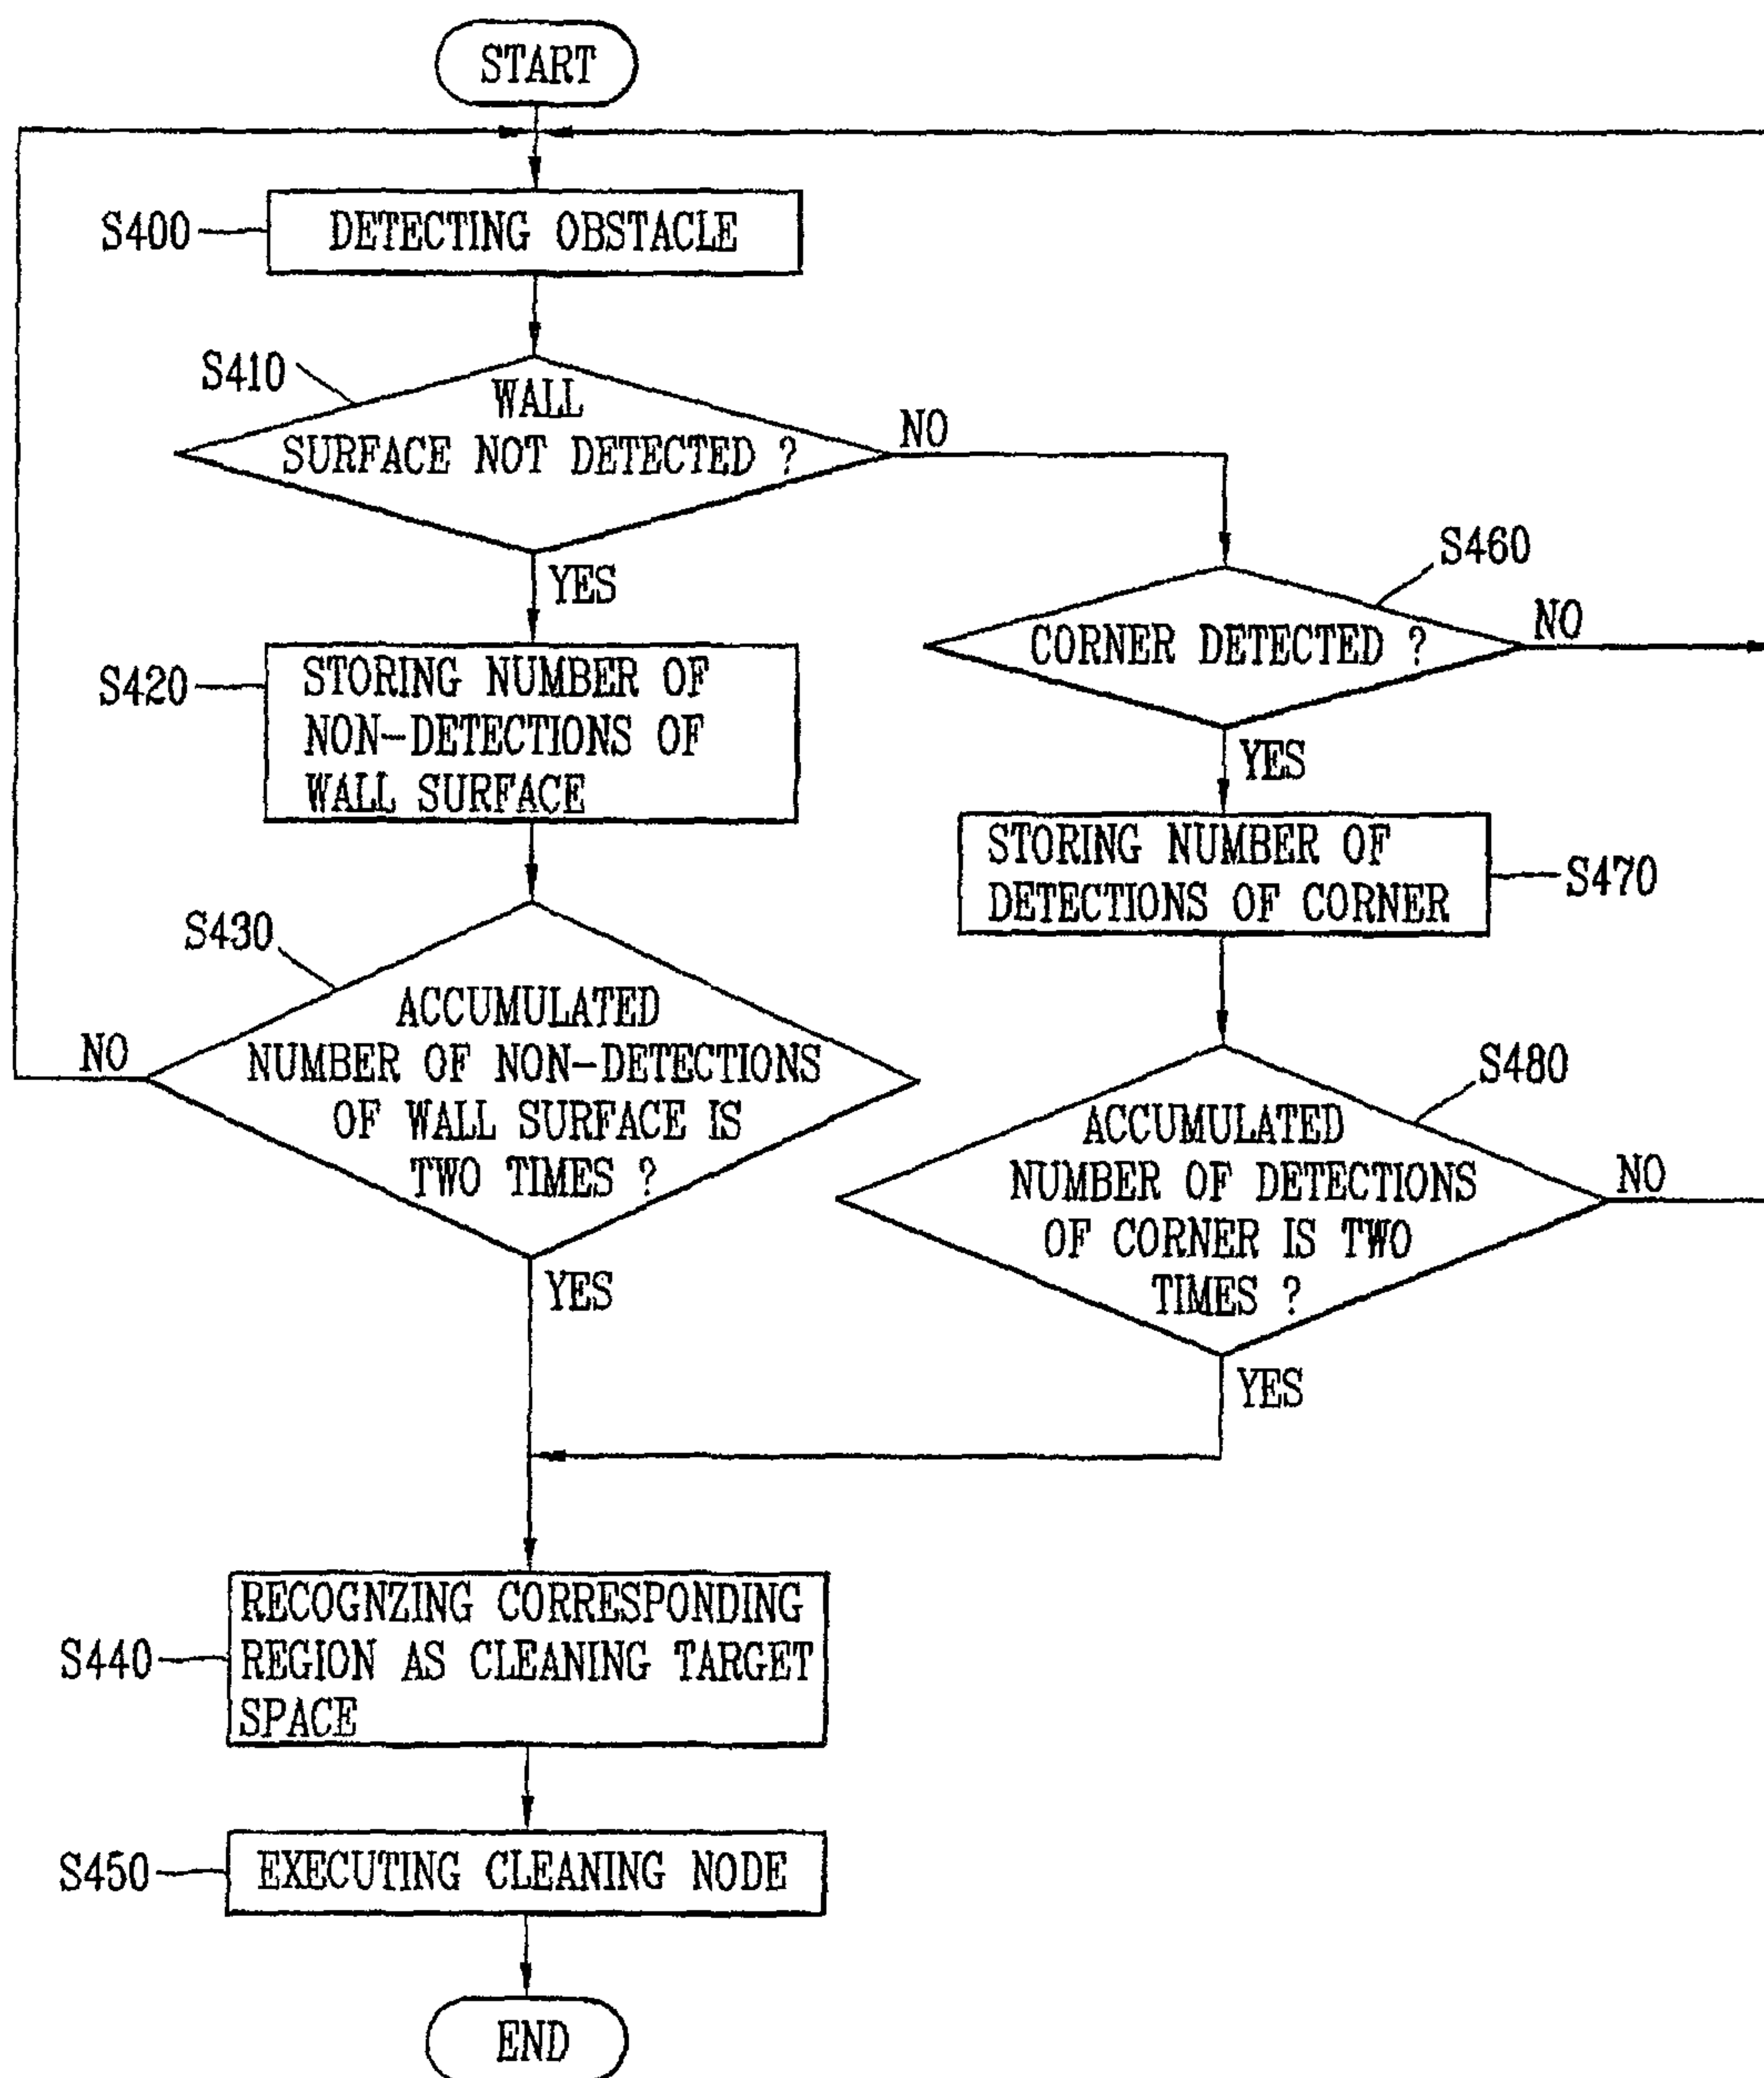 START
S400
DETECTING OBSTACLE
S410
WALL
SURFACE NOT DETECTED ?
NO
YES
S460
CORNER DETECTED ?
NO
YES
S420
STORING NUMBER OF
NON-DETECTIONS OF
WALL SURFACE
STORING NUMBER OF
DETECTIONS OF CORNER
S470
S430
ACCUMULATED
NUMBER OF NON-DETECTIONS
OF WALL SURFACE IS
TWO TIMES ?
NO
YES
S480
ACCUMULATED
NUMBER OF DETECTIONS
OF CORNER IS TWO
TIMES ?
NO
YES
S440
RECOGNZING CORRESPONDING
REGION AS CLEANING TARGET
SPACE
S450
EXECUTING CLEANING NODE
END